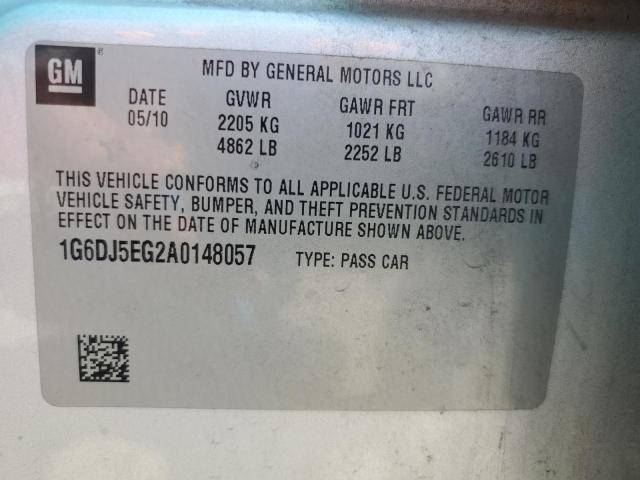 GM
MFD BY GENERAL MOTORS LLC
DATE GVWR GAWR FRT GAWR RR
05/10 2205 KG 1021 KG 1184 KG
4862 LB 2252 LB 2610 LB
THIS VEHICLE CONFORMS TO ALL APPLICABLE U.S. FEDERAL MOTOR
VEHICLE SAFETY, BUMPER, AND THEFT PREVENTION STANDARDS IN
EFFECT ON THE DATE OF MANUFACTURE SHOWN ABOVE.
1G6DJ5EG2A0148057 TYPE: PASS CAR